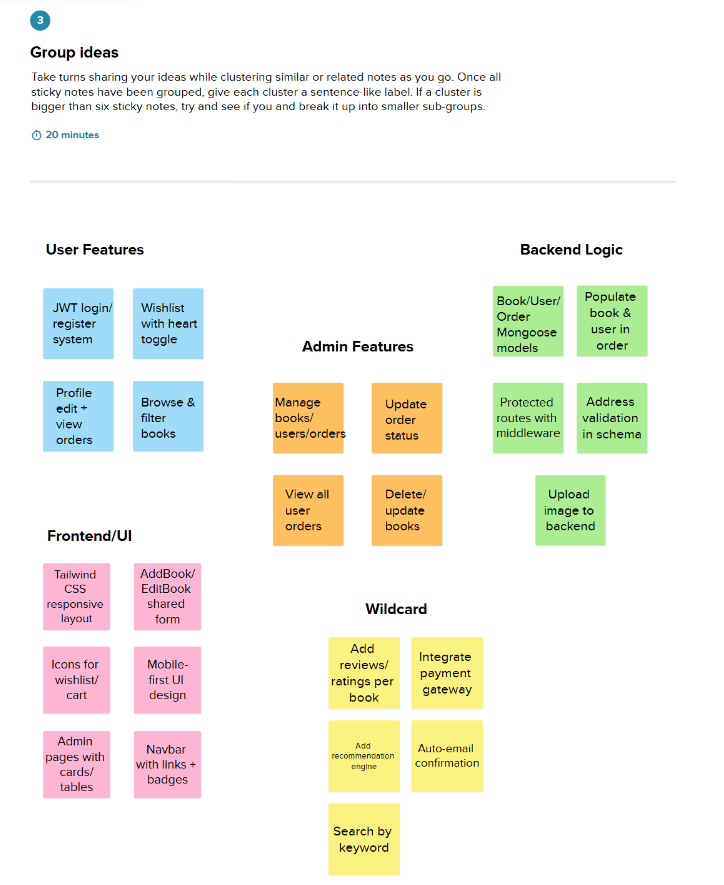 3
Group ideas
Take turns sharing your ideas while clustering similar or related notes as you go. Once all
sticky notes have been grouped, give each cluster a sentence-like label. If a cluster is
bigger than six sticky notes, try and see if you and break it up into smaller sub-groups.
20 minutes
User Features
JWT login/
register
system
Wishlist
with heart
toggle
Profile
edit +
view
orders
Browse &
filter
books
Admin Features
Manage
books/
users/orders
Update
order
status
View all
user
orders
Delete/
update
books
Backend Logic
Book/User/
Order
Mongoose
models
Populate
book &
user in
order
Protected
routes with
middleware
Address
validation
in schema
Upload
image to
backend
Frontend/UI
Tailwind
CSS
responsive
layout
AddBook/
EditBook
shared
form
Icons for
wishlist/
cart
Mobile-
first UI
design
Admin
pages with
cards/
tables
Navbar
with links +
badges
Wildcard
Add
reviews/
ratings per
book
Integrate
payment
gateway
Add
recommendation
engine
Auto-email
confirmation
Search by
keyword